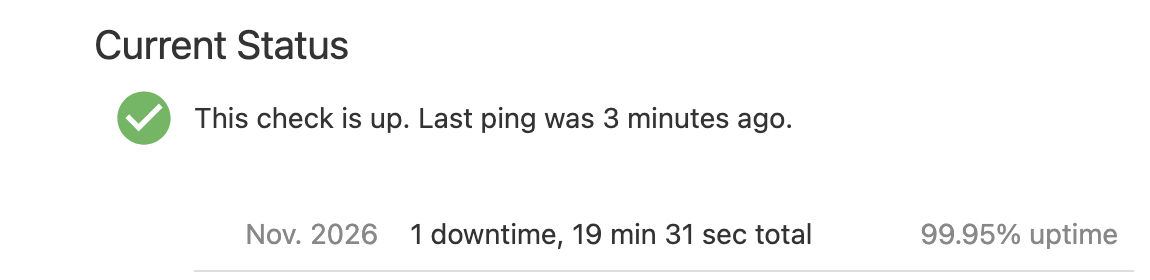 Current Status
This check is up. Last ping was 3 minutes ago.
Nov. 2026 1 downtime, 19 min 31 sec total 99.95% uptime